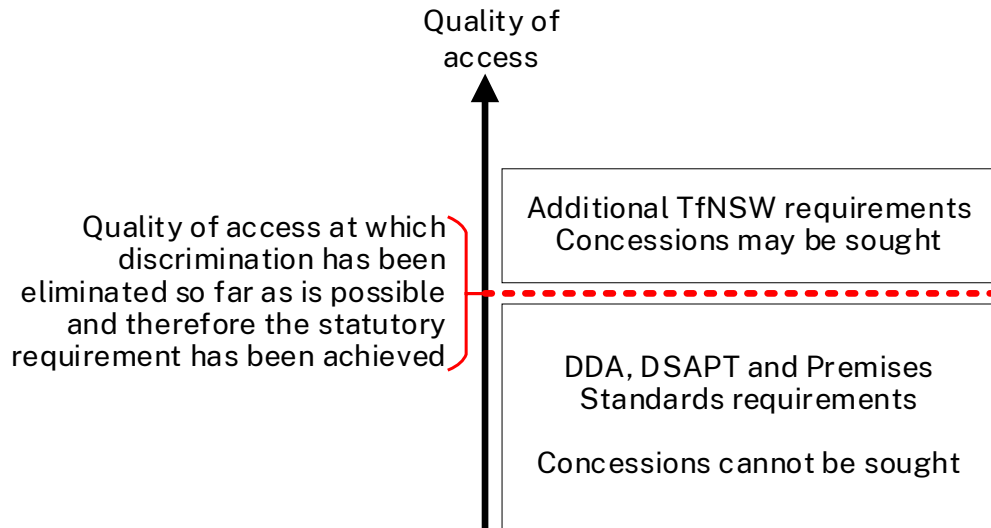 Quality of
access
Additional TfNSW requirements
Concessions may be sought
Quality of access at which
discrimination has been
eliminated so far as is possible
and therefore the statutory
requirement has been achieved
DDA, DSAPT and Premises
Standards requirements
Concessions cannot be sought